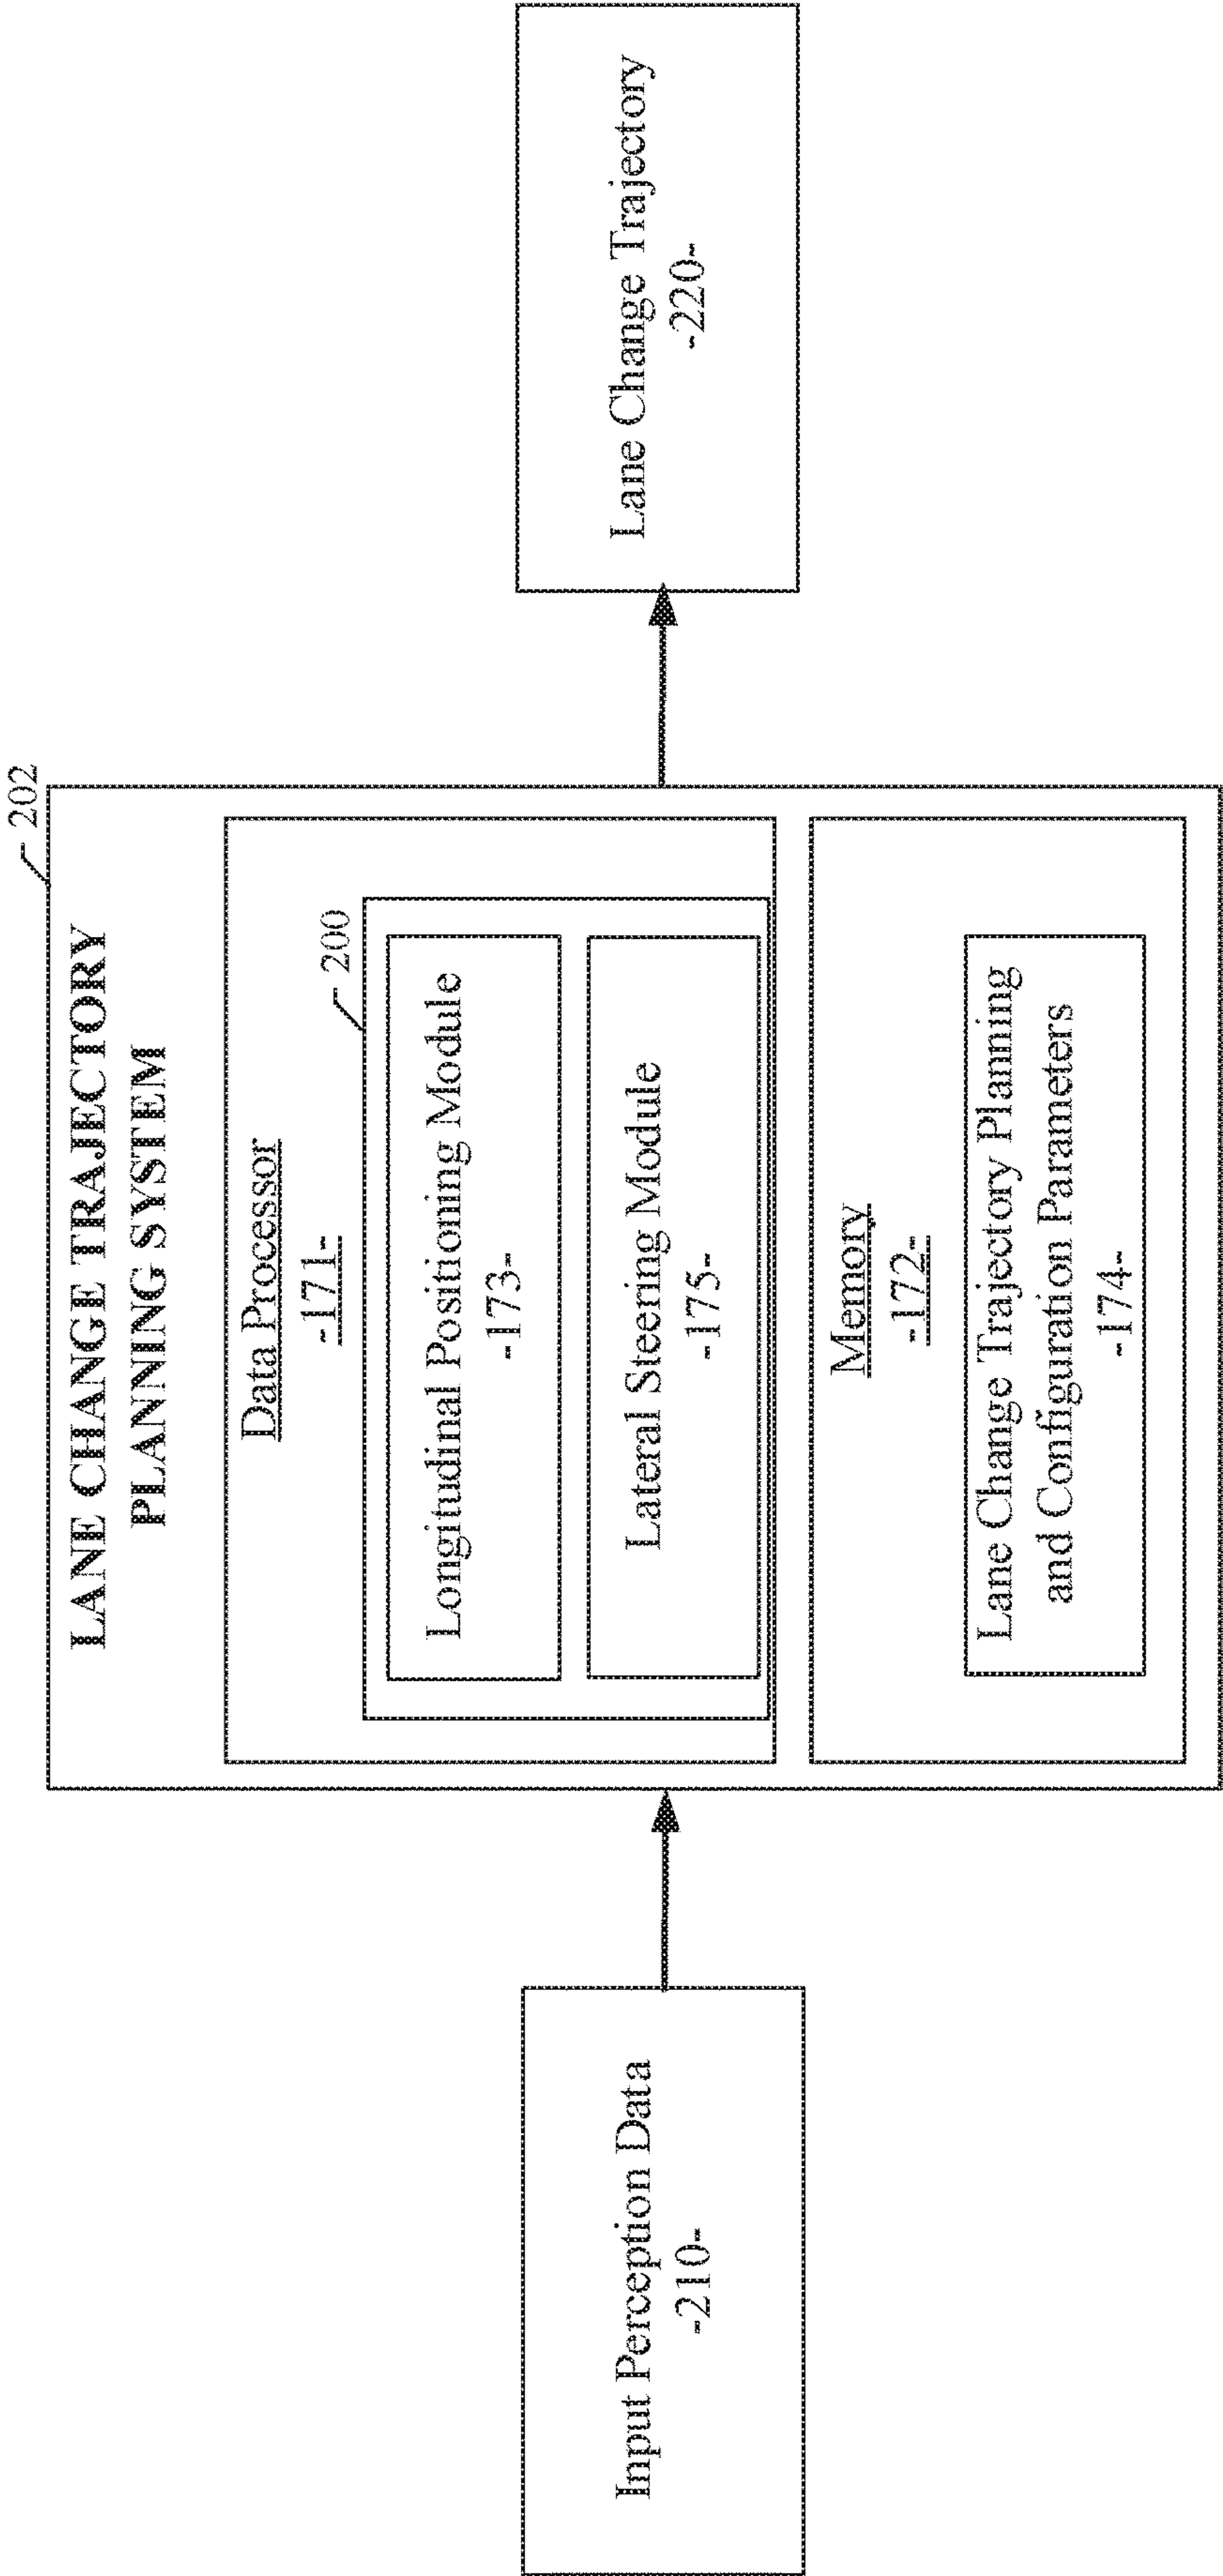 Input Perception Data
-210-
202
LANE CHANGE TRAJECTORY
PLANNING SYSTEM
Data Processor
-171-
200
Longitudinal Positioning Module
-173-
Lateral Steering Module
-175-
Memory
-172-
Lane Change Trajectory Planning
and Configuration Parameters
-174-
Lane Change Trajectory
-220-